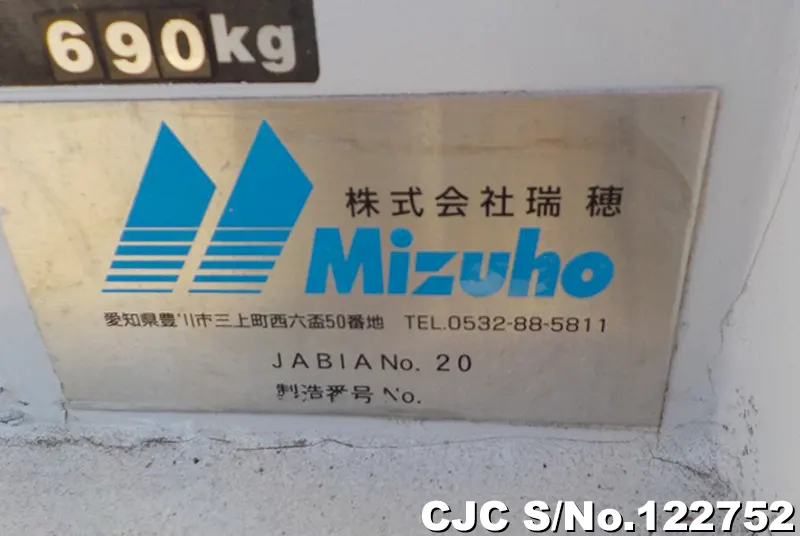 690kg
株式会社瑞穂
Mizuho
愛知県豊川市三上町西六盃50番地 TEL.0532-88-5811
JABIA No. 20
製造番号 No.
CJC S/No.122752